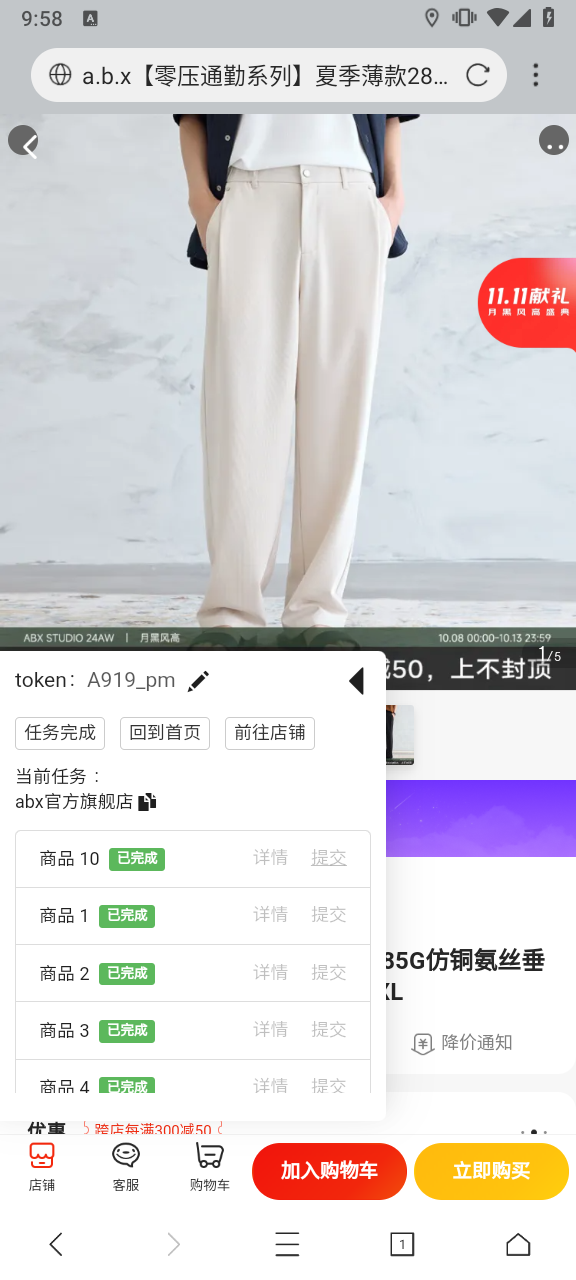 9:58
A
a.b.x【零压通勤系列】夏季薄款28...
11.11献礼
月黑风高盛典
ABX STUDIO 24AW | 月黑风高
10.08 00:00-10.13 23:59
1/5
50，上不封顶
token： A919_pm
任务完成
回到首页
前往店铺
当前任务：
abx官方旗舰店
商品 10 已完成 详情 提交
商品 1 已完成 详情 提交
商品 2 已完成 详情 提交
商品 3 已完成 详情 提交
商品 4 已完成 详情 提交
85G仿铜氨丝垂
XL
降价通知
优惠 跨店每满300减50
店铺
客服
购物车
加入购物车
立即购买
1